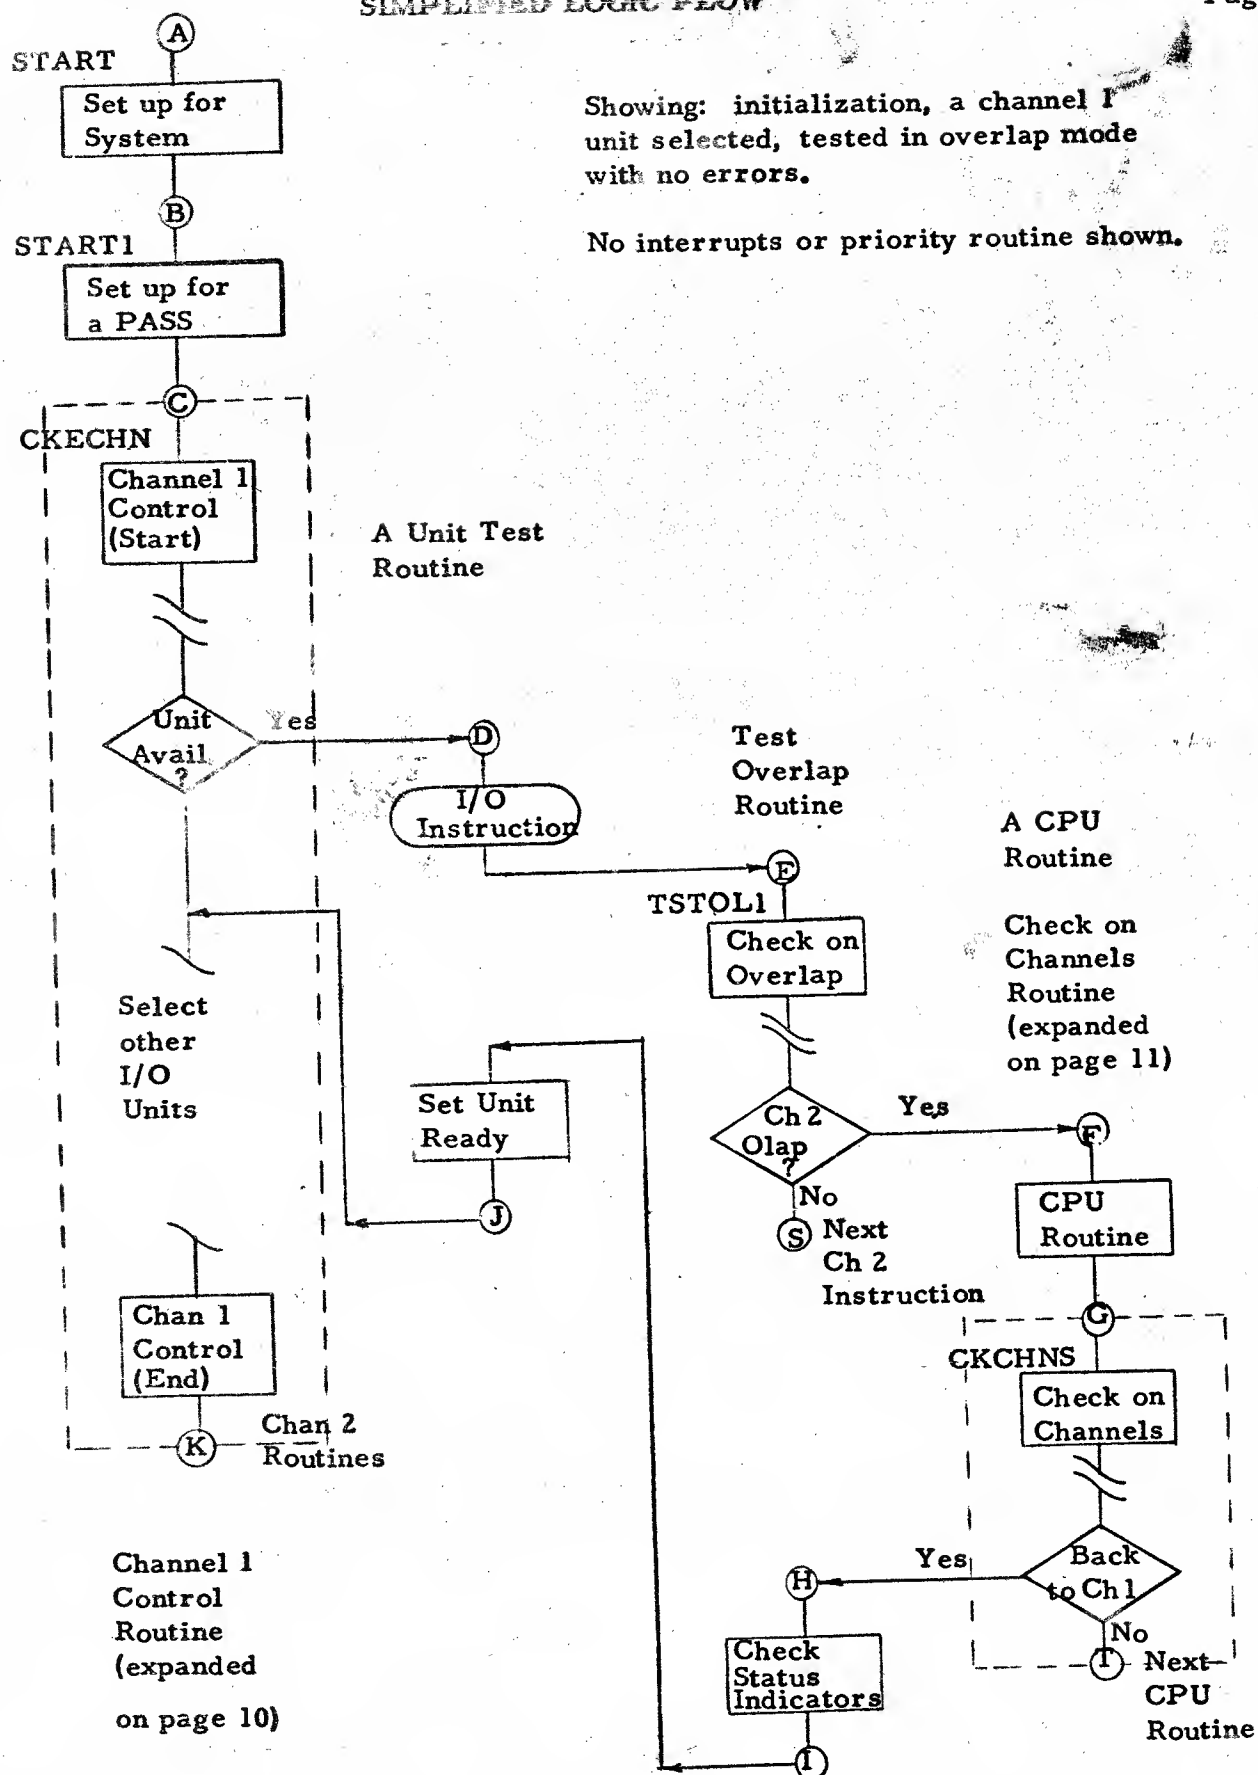 SIMPLIFIED LOGIC FLOW
A
START
Set up for
System
Showing: initialization, a channel 1
unit selected, tested in overlap mode
with no errors.
B
START1
No interrupts or priority routine shown.
Set up for
a PASS
C
CKECHN
Channel 1
Control
(Start)
A Unit Test
Routine
Unit
Avail
?
Yes
D
I/O
Instruction
Test
Overlap
Routine
E
TSTOL1
Check on
Overlap
A CPU
Routine
Check on
Channels
Routine
(expanded
on page 11)
Select
other
I/O
Units
Set Unit
Ready
J
Ch 2
Olap
?
Yes
No
S
Next
Ch 2
Instruction
F
CPU
Routine
G
CKCHNS
Check on
Channels
Chan 1
Control
(End)
K
Chan 2
Routines
Back
to Ch 1
Yes
No
H
Check
Status
Indicators
I
Next
CPU
Routine
Channel 1
Control
Routine
(expanded
on page 10)